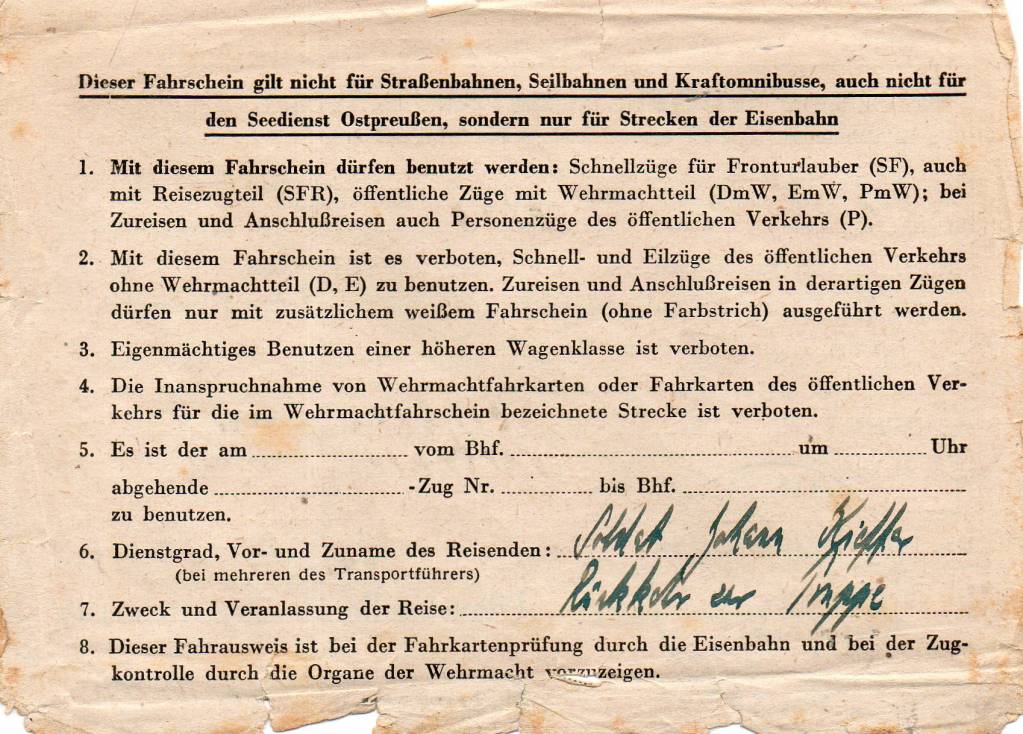 Dieser Fahrschein gilt nicht für Straßenbahnen, Seilbahnen und Kraftomnibusse, auch nicht für
den Seedienst Ostpreußen, sondern nur für Strecken der Eisenbahn
1. Mit diesem Fahrschein dürfen benutzt werden: Schnellzüge für Fronturlauber (SF), auch
mit Reisezugteil (SFR), öffentliche Züge mit Wehrmachtteil (DmW, EmW, PmW); bei
Zureisen und Anschlußreisen auch Personenzüge des öffentlichen Verkehrs (P).
2. Mit diesem Fahrschein ist es verboten, Schnell- und Eilzüge des öffentlichen Verkehrs
ohne Wehrmachtteil (D, E) zu benutzen. Zureisen und Anschlußreisen in derartigen Zügen
dürfen nur mit zusätzlichem weißem Fahrschein (ohne Farbstrich) ausgeführt werden.
3. Eigenmächtiges Benutzen einer höheren Wagenklasse ist verboten.
4. Die Inanspruchnahme von Wehrmachtfahrkarten oder Fahrkarten des öffentlichen Ver-
kehrs für die im Wehrmachtfahrschein bezeichnete Strecke ist verboten.
5. Es ist der am vom Bhf. um Uhr
abgehende -Zug Nr. bis Bhf.
zu benutzen.
6. Dienstgrad, Vor- und Zuname des Reisenden: Soldat Johann
(bei mehreren des Transportführers)
7. Zweck und Veranlassung der Reise: Rückkehr zur Truppe
8. Dieser Fahrausweis ist bei der Fahrkartenprüfung durch die Eisenbahn und bei der Zug-
kontrolle durch die Organe der Wehrmacht vorzuzeigen.